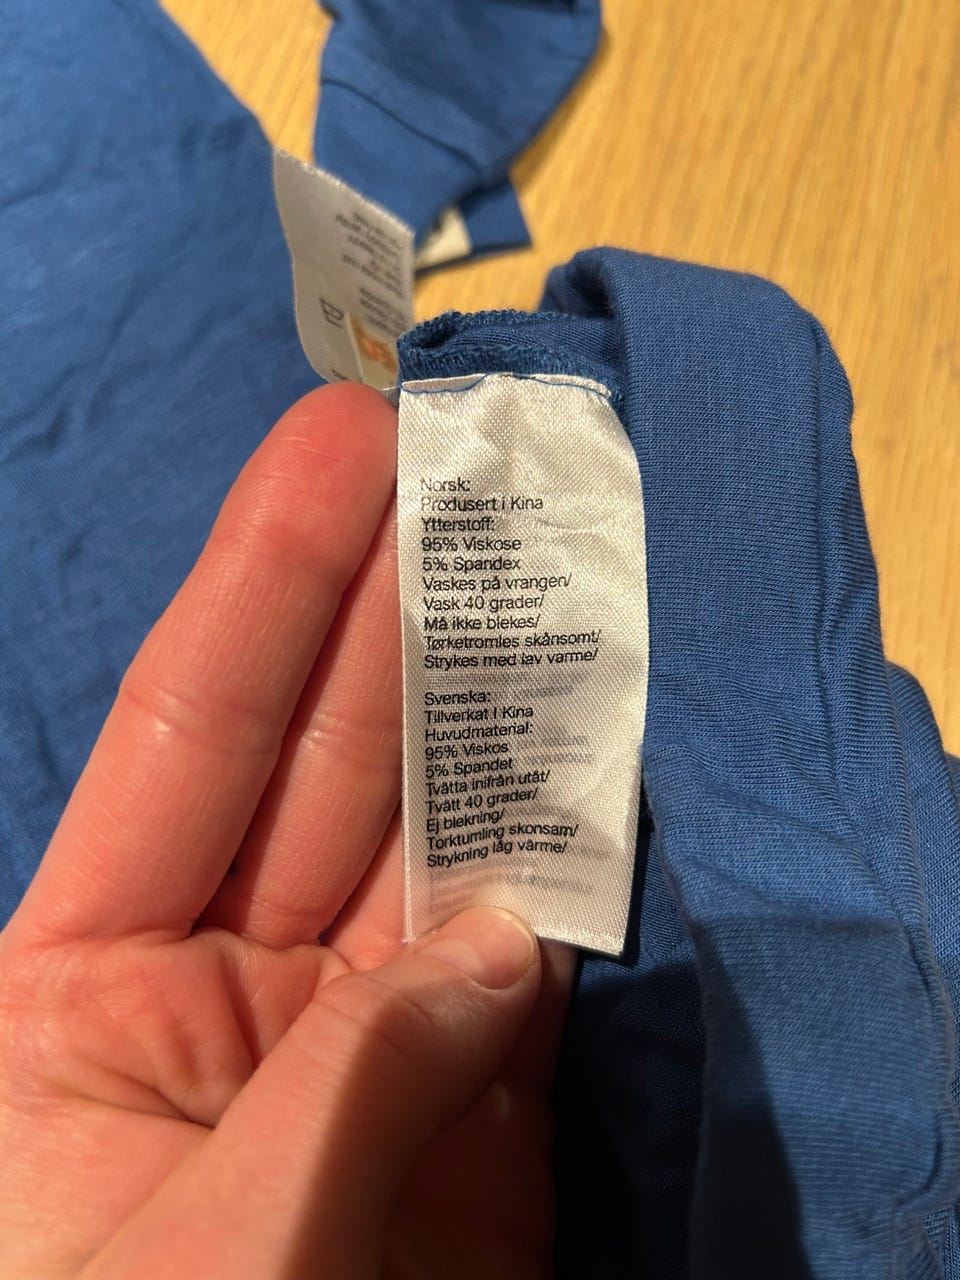 Norsk:
Produsert i Kina
Ytterstoff:
95% Viskose
5% Spandex
Vaskes på vrangen/
Vask 40 grader/
Må ikke blekes/
Tørketromles skånsomt/
Strykes med lav varme/
Svenska:
Tillverkat I Kina
Huvudmaterial:
95% Viskos
5% Spandet
Tvätta inifrån utåt/
Tvätt 40 grader/
Ej blekning/
Torktumling skonsam/
Strykning låg värme/